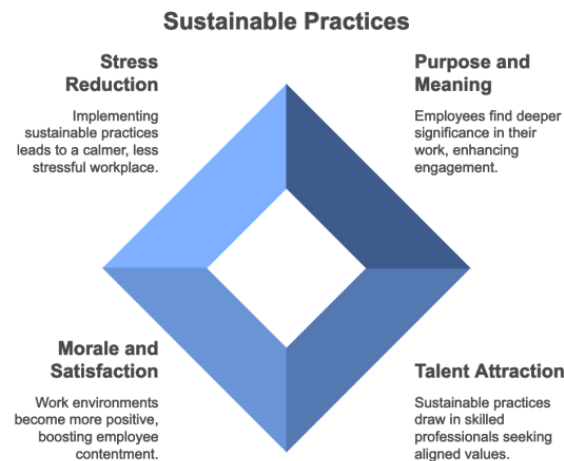 Sustainable Practices
Stress
Reduction
Implementing
sustainable practices
leads to a calmer, less
stressful workplace.
Purpose and
Meaning
Employees find deeper
significance in their
work, enhancing
engagement.
Morale and
Satisfaction
Work environments
become more positive,
boosting employee
contentment.
Talent Attraction
Sustainable practices
draw in skilled
professionals seeking
aligned values.